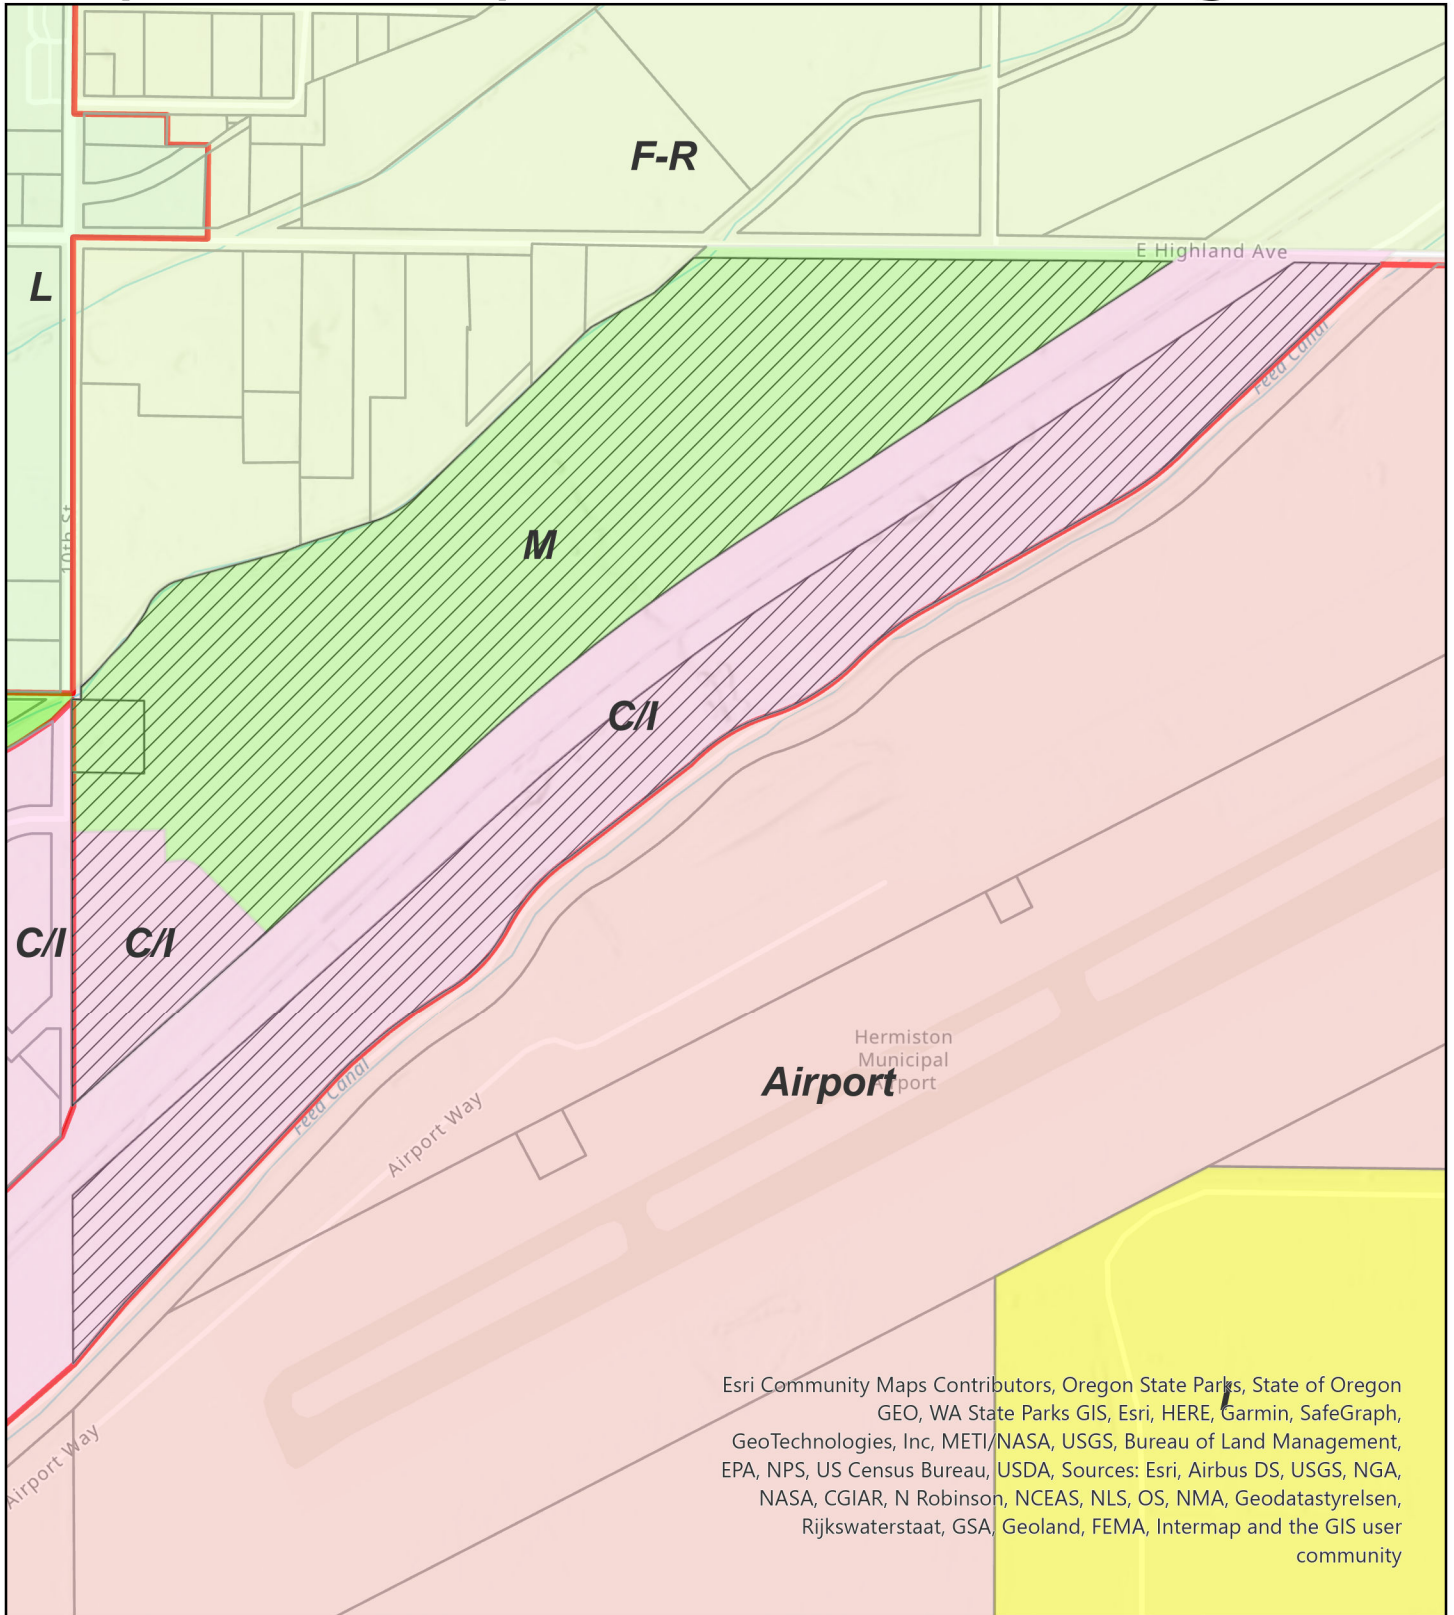 F-R
E Highland Ave
L
Feed Canal
10th St
M
C/I
C/I
C/I
Hermiston
Municipal
Airport
Airport
Feed Canal
Airport Way
I
Esri Community Maps Contributors, Oregon State Parks, State of Oregon
GEO, WA State Parks GIS, Esri, HERE, Garmin, SafeGraph,
GeoTechnologies, Inc, METI/NASA, USGS, Bureau of Land Management,
EPA, NPS, US Census Bureau, USDA, Sources: Esri, Airbus DS, USGS, NGA,
NASA, CGIAR, N Robinson, NCEAS, NLS, OS, NMA, Geodatastyrelsen,
Rijkswaterstaat, GSA, Geoland, FEMA, Intermap and the GIS user
community
Airport Way